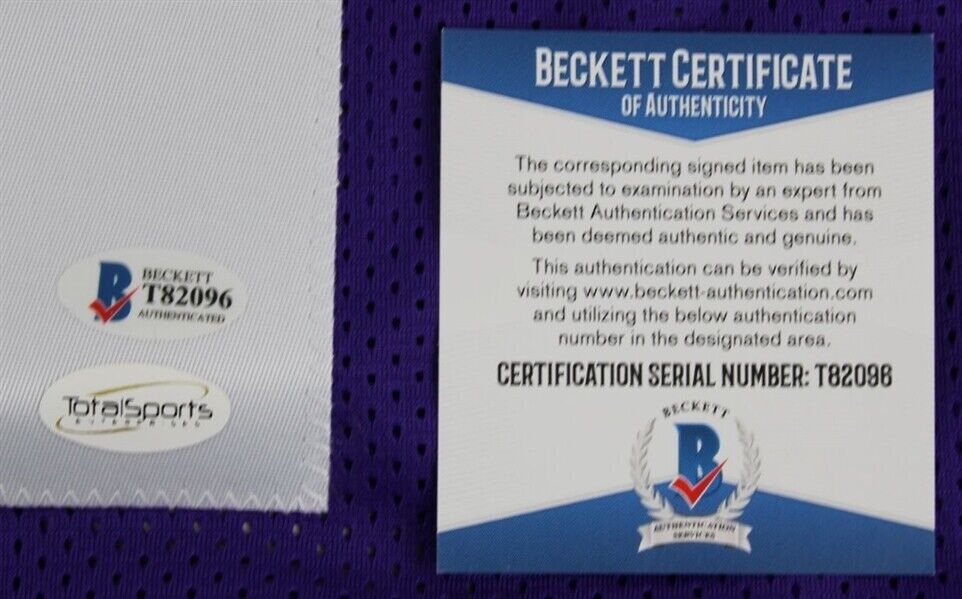 BECKETT
T82096
AUTHENTICATED
TotalSports
ENTERPRISES
BECKETT CERTIFICATE
OF AUTHENTICITY
The corresponding signed item has been
subjected to examination by an expert from
Beckett Authentication Services and has
been deemed authentic and genuine.
This authentication can be verified by
visiting www.beckett-authentication.com
and utilizing the below authentication
number in the designated area.
CERTIFICATION SERIAL NUMBER: T82096
BECKETT
B
AUTHENTICATION
SERVICES